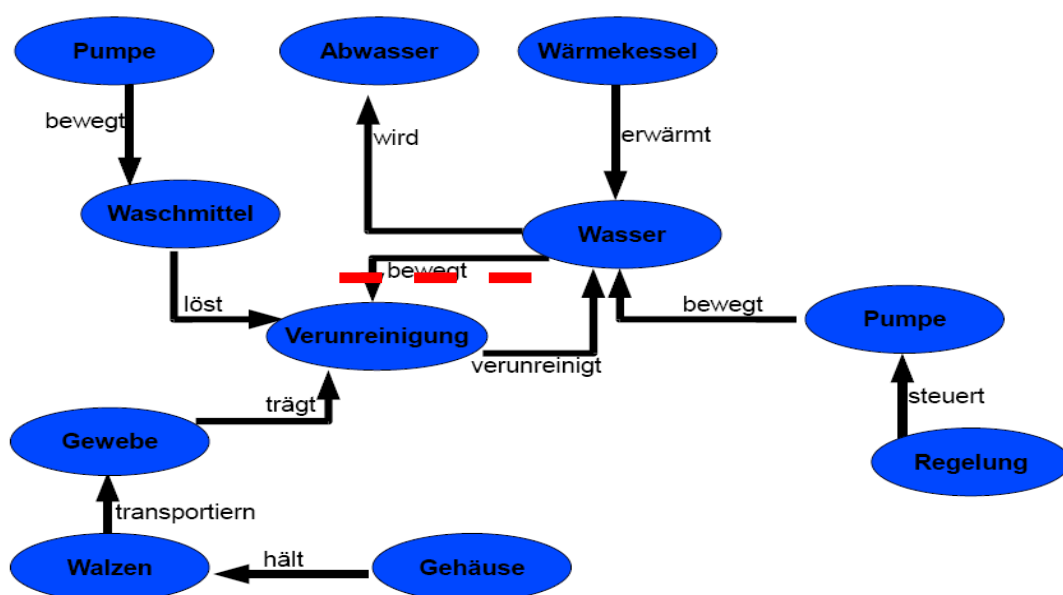 Pumpe
Abwasser
Wärmekessel
bewegt
wird
erwärmt
Waschmittel
Wasser
bewegt
löst
bewegt
Pumpe
Verunreinigung
verunreinigt
steuert
trägt
Gewebe
Regelung
transportiern
hält
Walzen
Gehäuse